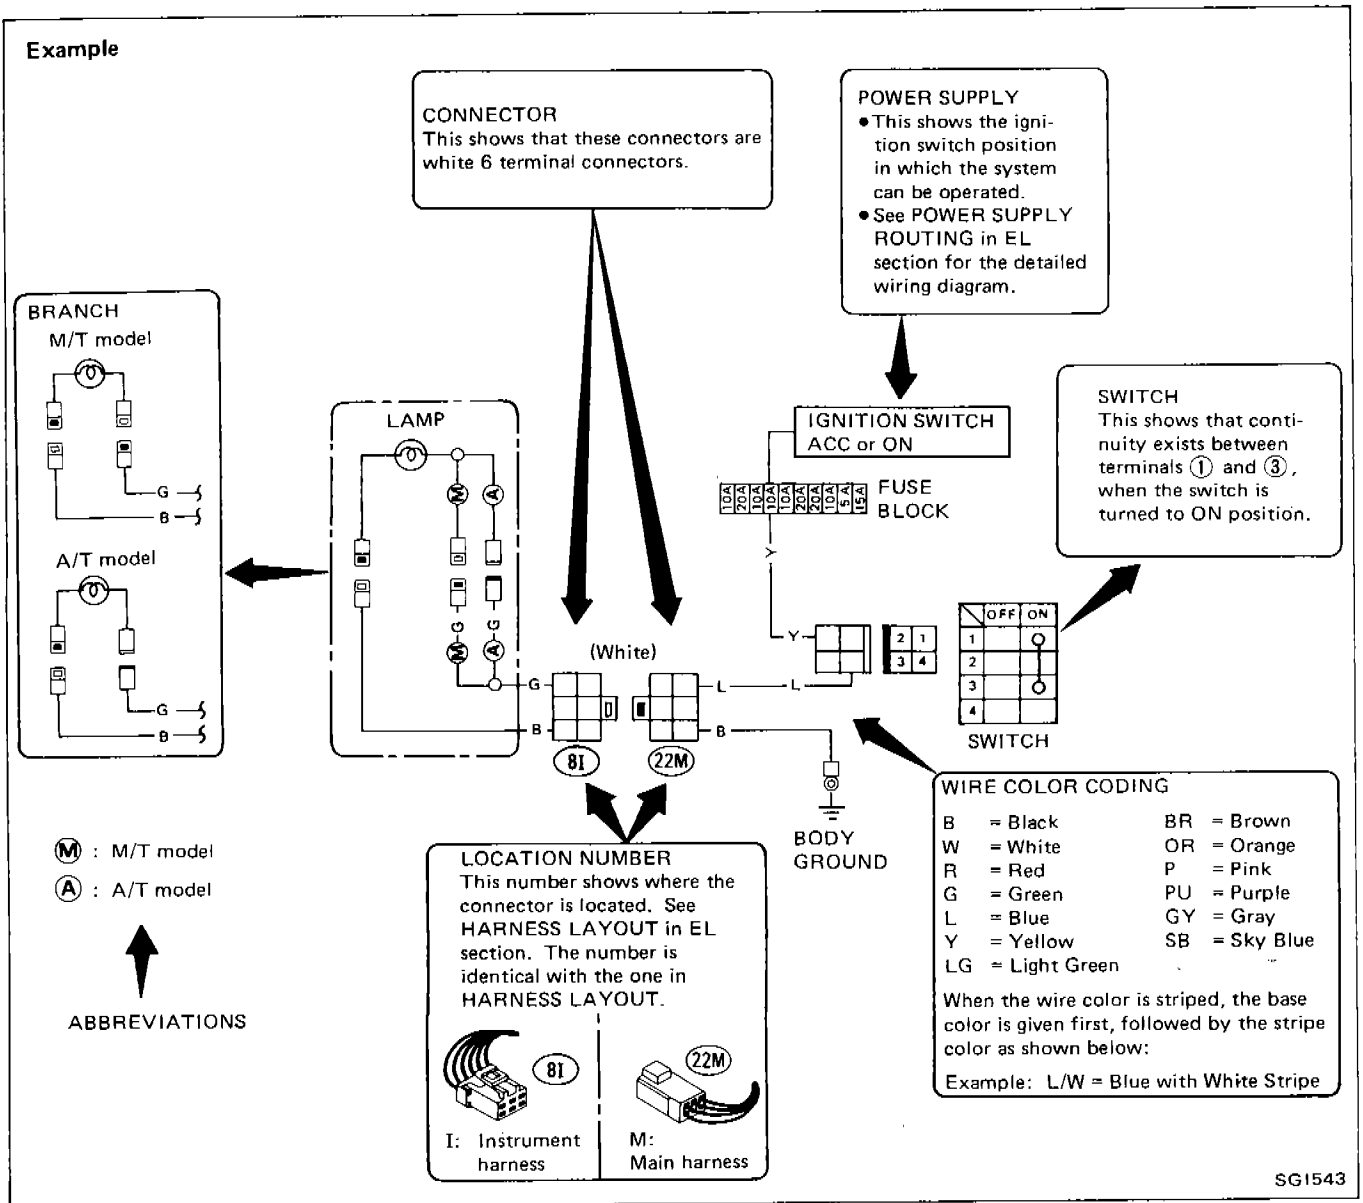 Example
CONNECTOR
This shows that these connectors are
white 6 terminal connectors.
POWER SUPPLY
●This shows the igni-
tion switch position
in which the system
can be operated.
●See POWER SUPPLY
ROUTING in EL
section for the detailed
wiring diagram.
BRANCH
M/T model
G
B
A/T model
G
B
LAMP
M
A
G
G
M
A
IGNITION SWITCH
ACC or ON
10A
20A
10A
10A
10A
20A
20A
10A
5A
15A
FUSE
BLOCK
Y
SWITCH
This shows that conti-
nuity exists between
terminals ① and ③,
when the switch is
turned to ON position.
(White)
G
B
L
L
B
Y
2 1
3 4
OFF ON
1
2
3
4
SWITCH
8I
22M
BODY
GROUND
M : M/T model
A : A/T model
ABBREVIATIONS
LOCATION NUMBER
This number shows where the
connector is located. See
HARNESS LAYOUT in EL
section. The number is
identical with the one in
HARNESS LAYOUT.
8I
22M
I: Instrument
harness
M:
Main harness
WIRE COLOR CODING
B = Black
W = White
R = Red
G = Green
L = Blue
Y = Yellow
LG = Light Green
BR = Brown
OR = Orange
P = Pink
PU = Purple
GY = Gray
SB = Sky Blue
When the wire color is striped, the base
color is given first, followed by the stripe
color as shown below:
Example: L/W = Blue with White Stripe
SGI543